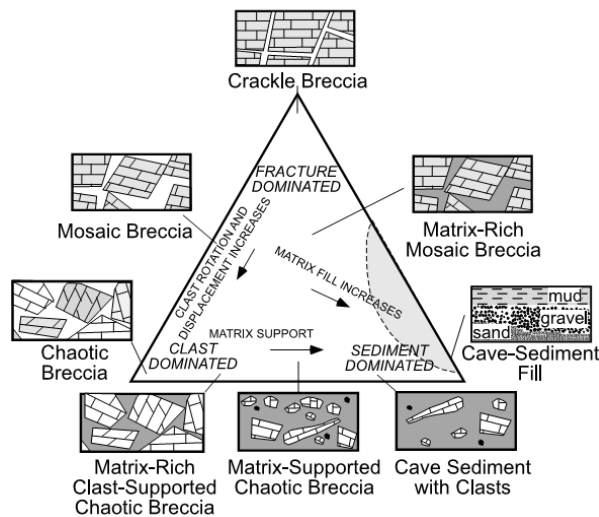 Crackle Breccia
FRACTURE
DOMINATED
Mosaic Breccia
Matrix-Rich
Mosaic Breccia
CLAST ROTATION AND
DISPLACEMENT INCREASES
MATRIX FILL INCREASES
mud
gravel
sand
Cave-Sediment
Fill
Chaotic
Breccia
MATRIX SUPPORT
CLAST
DOMINATED
SEDIMENT
DOMINATED
Matrix-Rich
Clast-Supported
Chaotic Breccia
Matrix-Supported
Chaotic Breccia
Cave Sediment
with Clasts